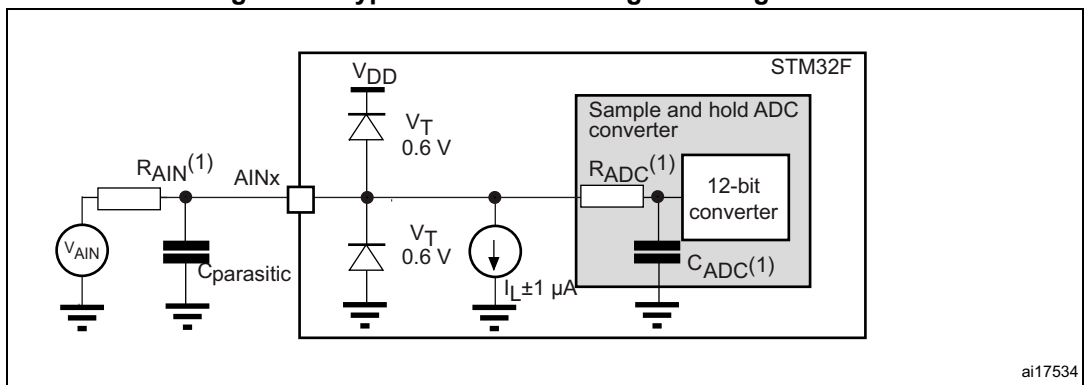 STM32F
VDD
Sample and hold ADC
converter
VT
0.6 V
RAIN(1)
AINx
RADC(1)
12-bit
converter
VAIN
Cparasitic
VT
0.6 V
IL±1 µA
CADC(1)
ai17534